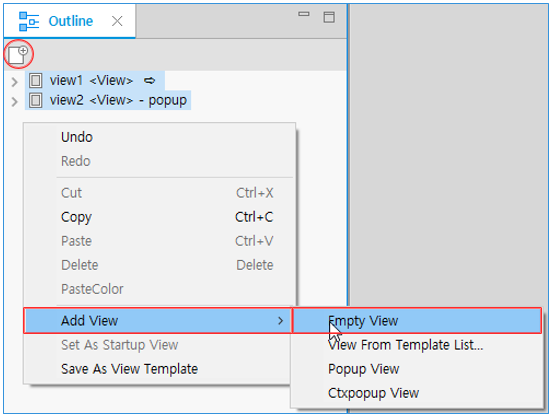 Outline
view1 <View>
view2 <View> - popup
Undo
Redo
Cut Ctrl+X
Copy Ctrl+C
Paste Ctrl+V
Delete Delete
PasteColor
Add View
Empty View
Set As Startup View
View From Template List...
Save As View Template
Popup View
Ctxpopup View